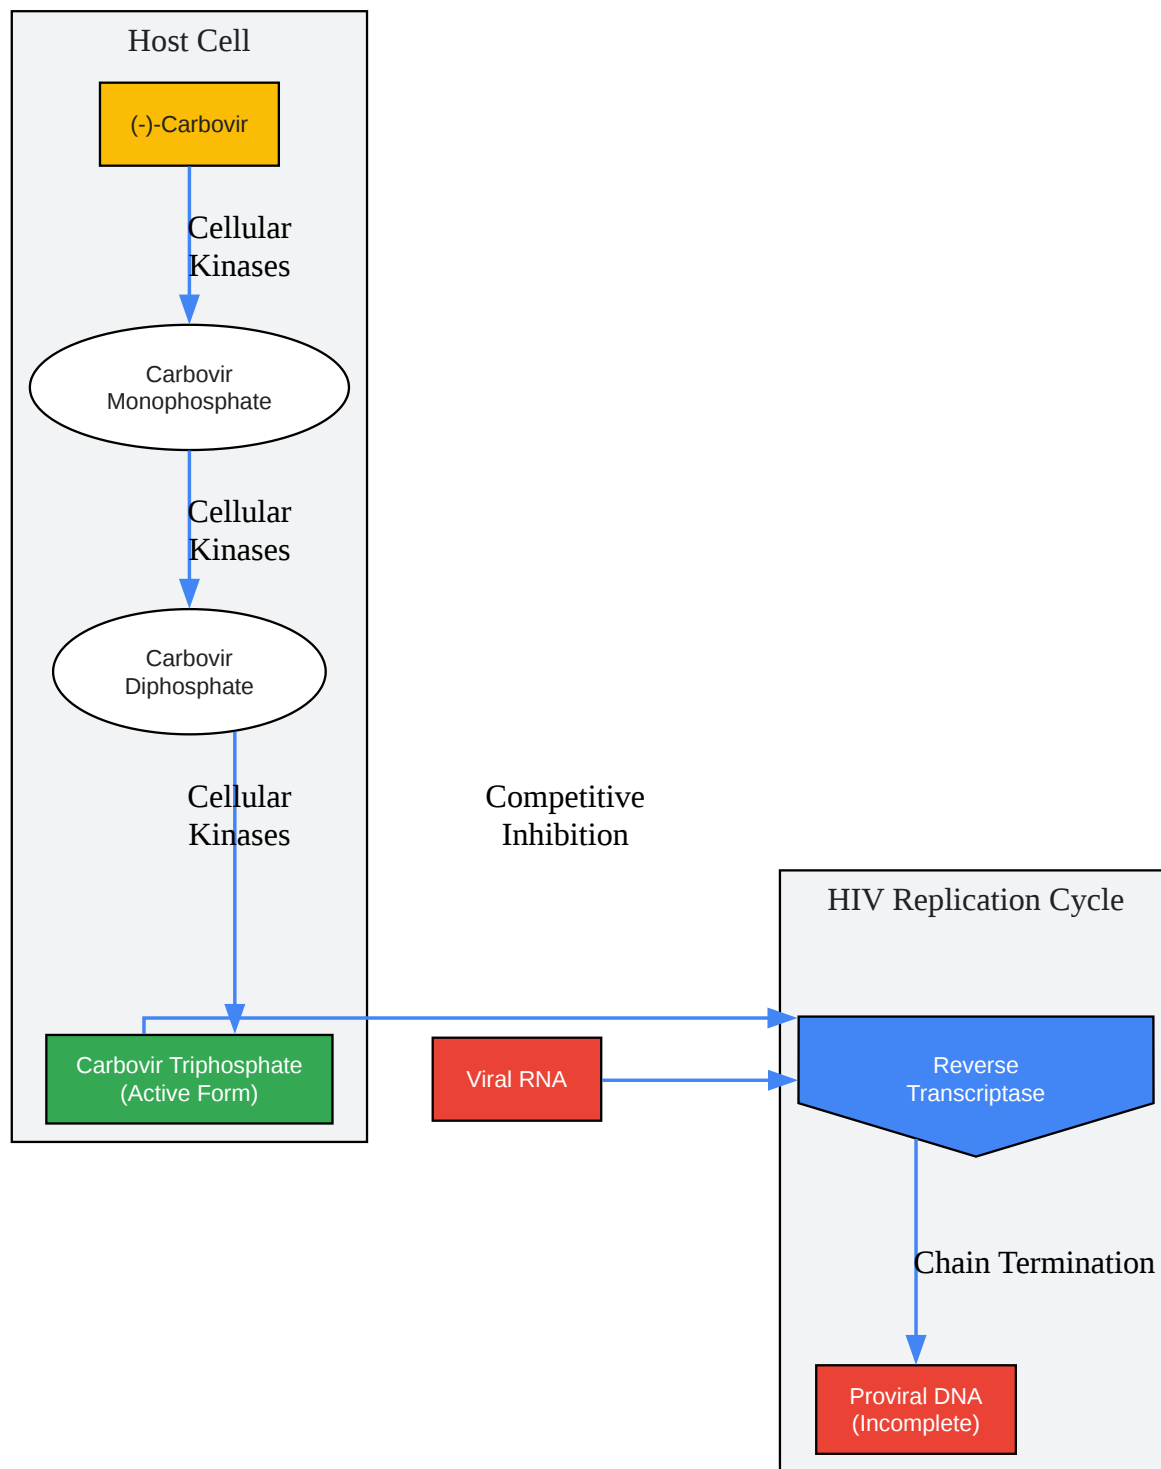 Host Cell
(-)-Carbovir
Cellular
Kinases
Carbovir
Monophosphate
Cellular
Kinases
Carbovir
Diphosphate
Cellular
Kinases
Competitive
Inhibition
HIV Replication Cycle
Carbovir Triphosphate
(Active Form)
Viral RNA
Reverse
Transcriptase
Chain Termination
Proviral DNA
(Incomplete)